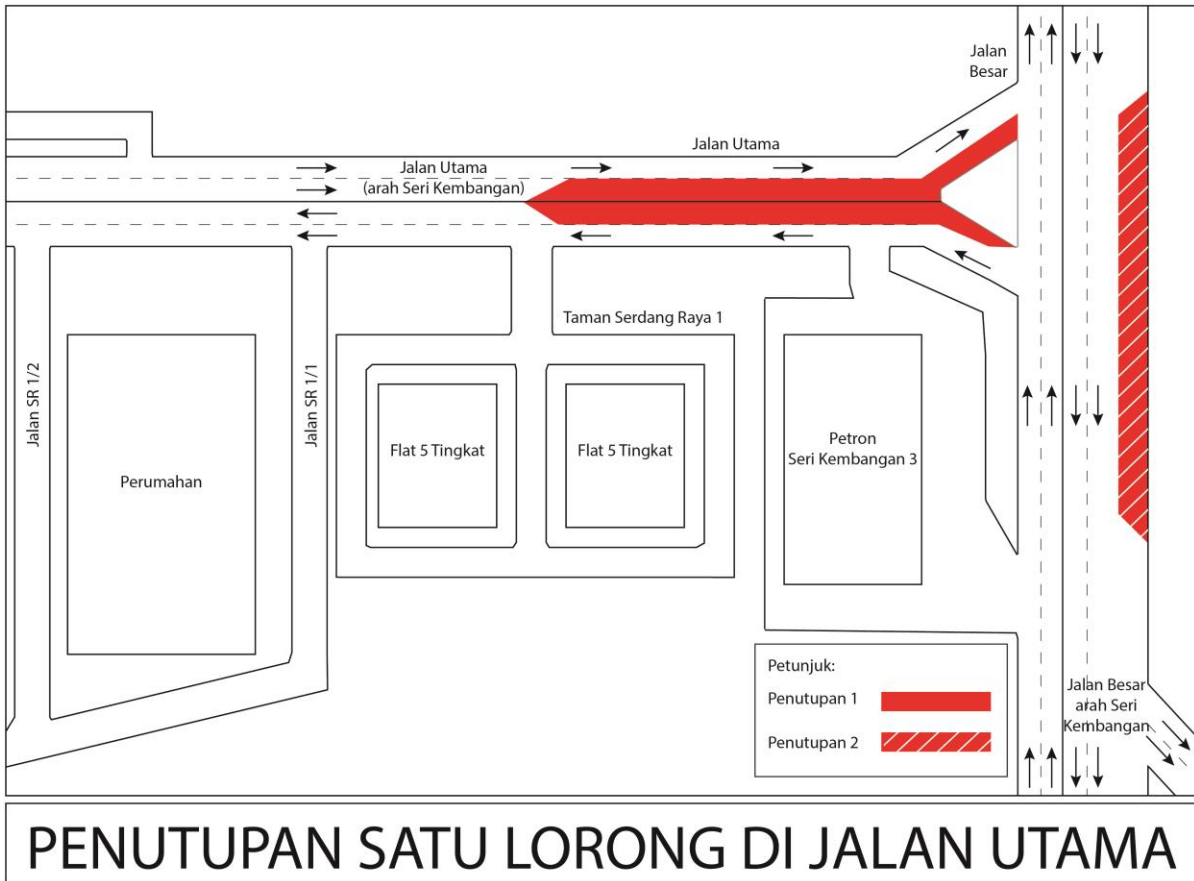 Jalan
Besar
Jalan Utama
Jalan Utama
(arah Seri Kembangan)
Taman Serdang Raya 1
Jalan SR 1/2
Jalan SR 1/1
Perumahan
Flat 5 Tingkat
Flat 5 Tingkat
Petron
Seri Kembangan 3
Petunjuk:
Penutupan 1
Penutupan 2
Jalan Besar
arah Seri
Kembangan
PENUTUPAN SATU LORONG DI JALAN UTAMA